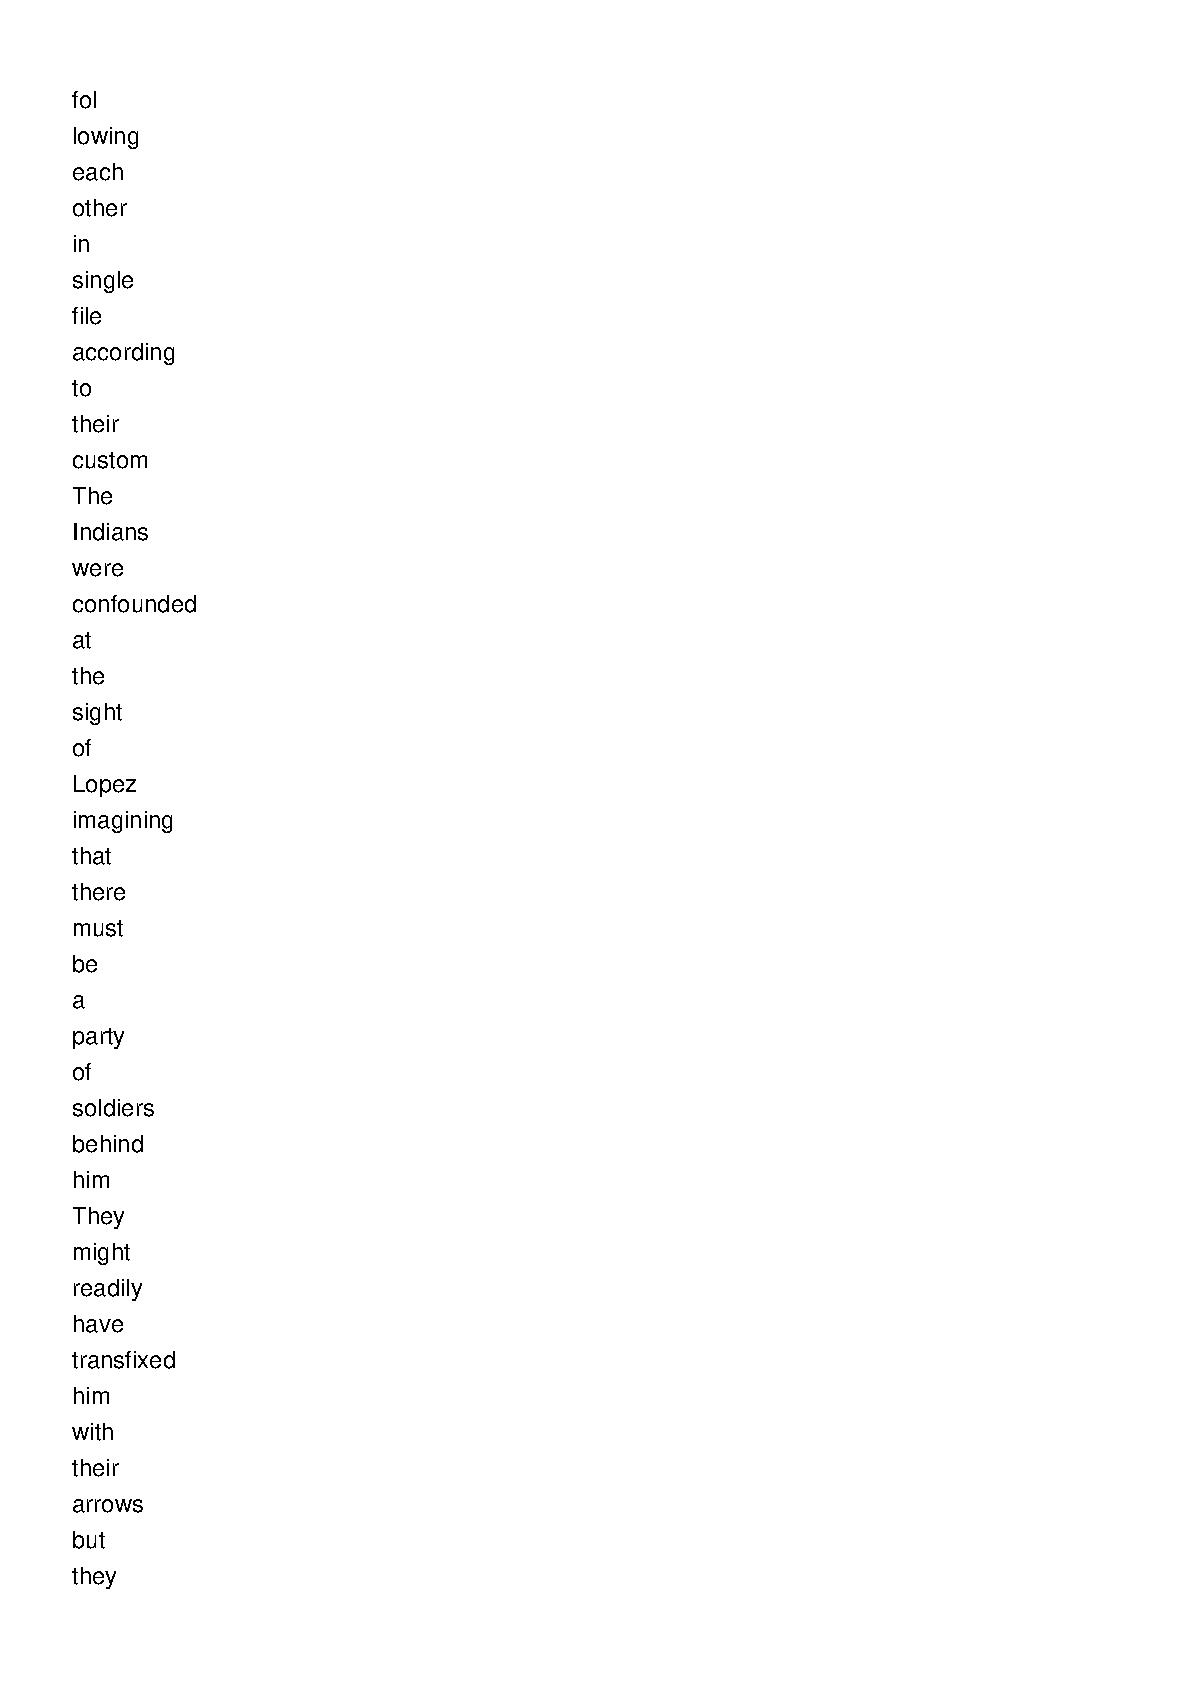 fol
lowing
each
other
in
single
file
according
to
their
custom
The
Indians
were
confounded
at
the
sight
of
Lopez
imagining
that
there
must
be
a
party
of
soldiers
behind
him
They
might
readily
have
transfixed
him
with
their
arrows
but
they